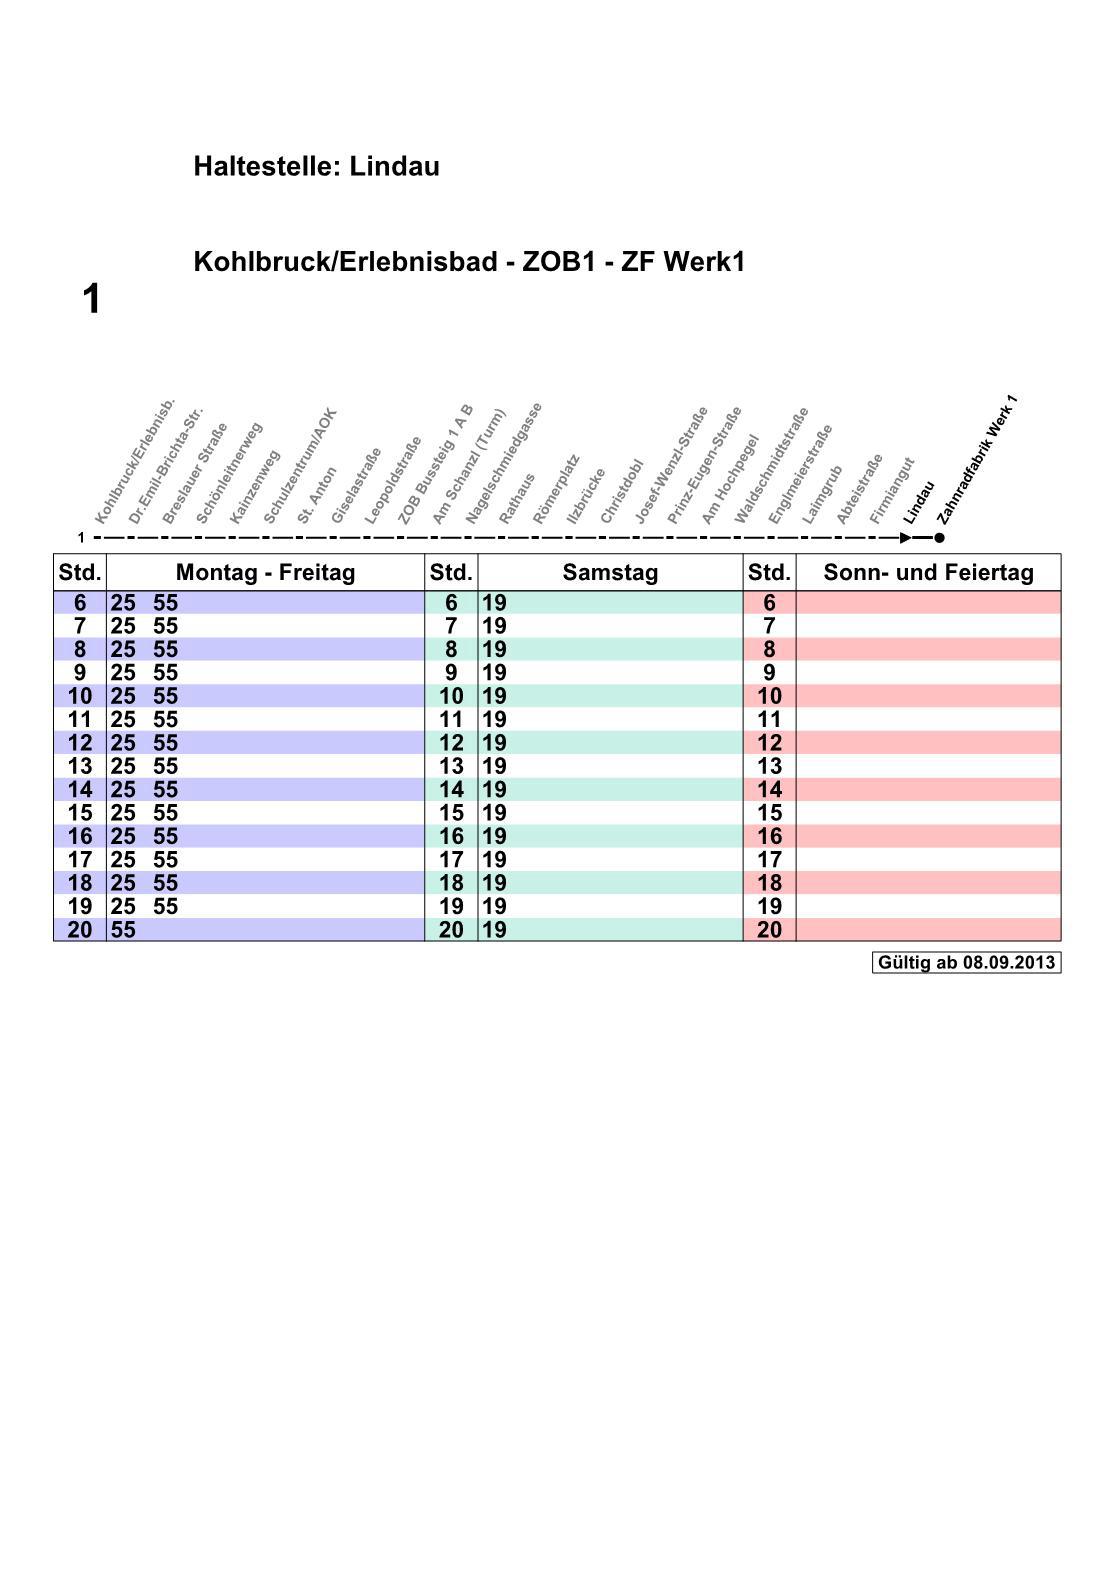 Haltestelle: Lindau
Kohlbruck/Erlebnisbad - ZOB1 - ZF Werk1
1
Kohlbruck/Erlebnisb.
Dr.Emil-Brichta-Str.
Breslauer Straße
Schönleitnerweg
Kainzenweg
Schulzentrum/AOK
St. Anton
Giselastraße
Leopoldstraße
ZOB Bussteig 1 A B
Am Schanzl (Turm)
Nagelschmiedgasse
Rathaus
Römerplatz
Ilzbrücke
Christdobl
Josef-Wenzl-Straße
Prinz-Eugen-Straße
Am Hochpegel
Waldschmidtstraße
Englmeierstraße
Laimgrub
Abteistraße
Firmiangut
Lindau
Zahnradfabrik Werk 1
1
Std. Montag - Freitag Std. Samstag Std. Sonn- und Feiertag
6 25 55 6 19 6
7 25 55 7 19 7
8 25 55 8 19 8
9 25 55 9 19 9
10 25 55 10 19 10
11 25 55 11 19 11
12 25 55 12 19 12
13 25 55 13 19 13
14 25 55 14 19 14
15 25 55 15 19 15
16 25 55 16 19 16
17 25 55 17 19 17
18 25 55 18 19 18
19 25 55 19 19 19
20 55 20 19 20
Gültig ab 08.09.2013